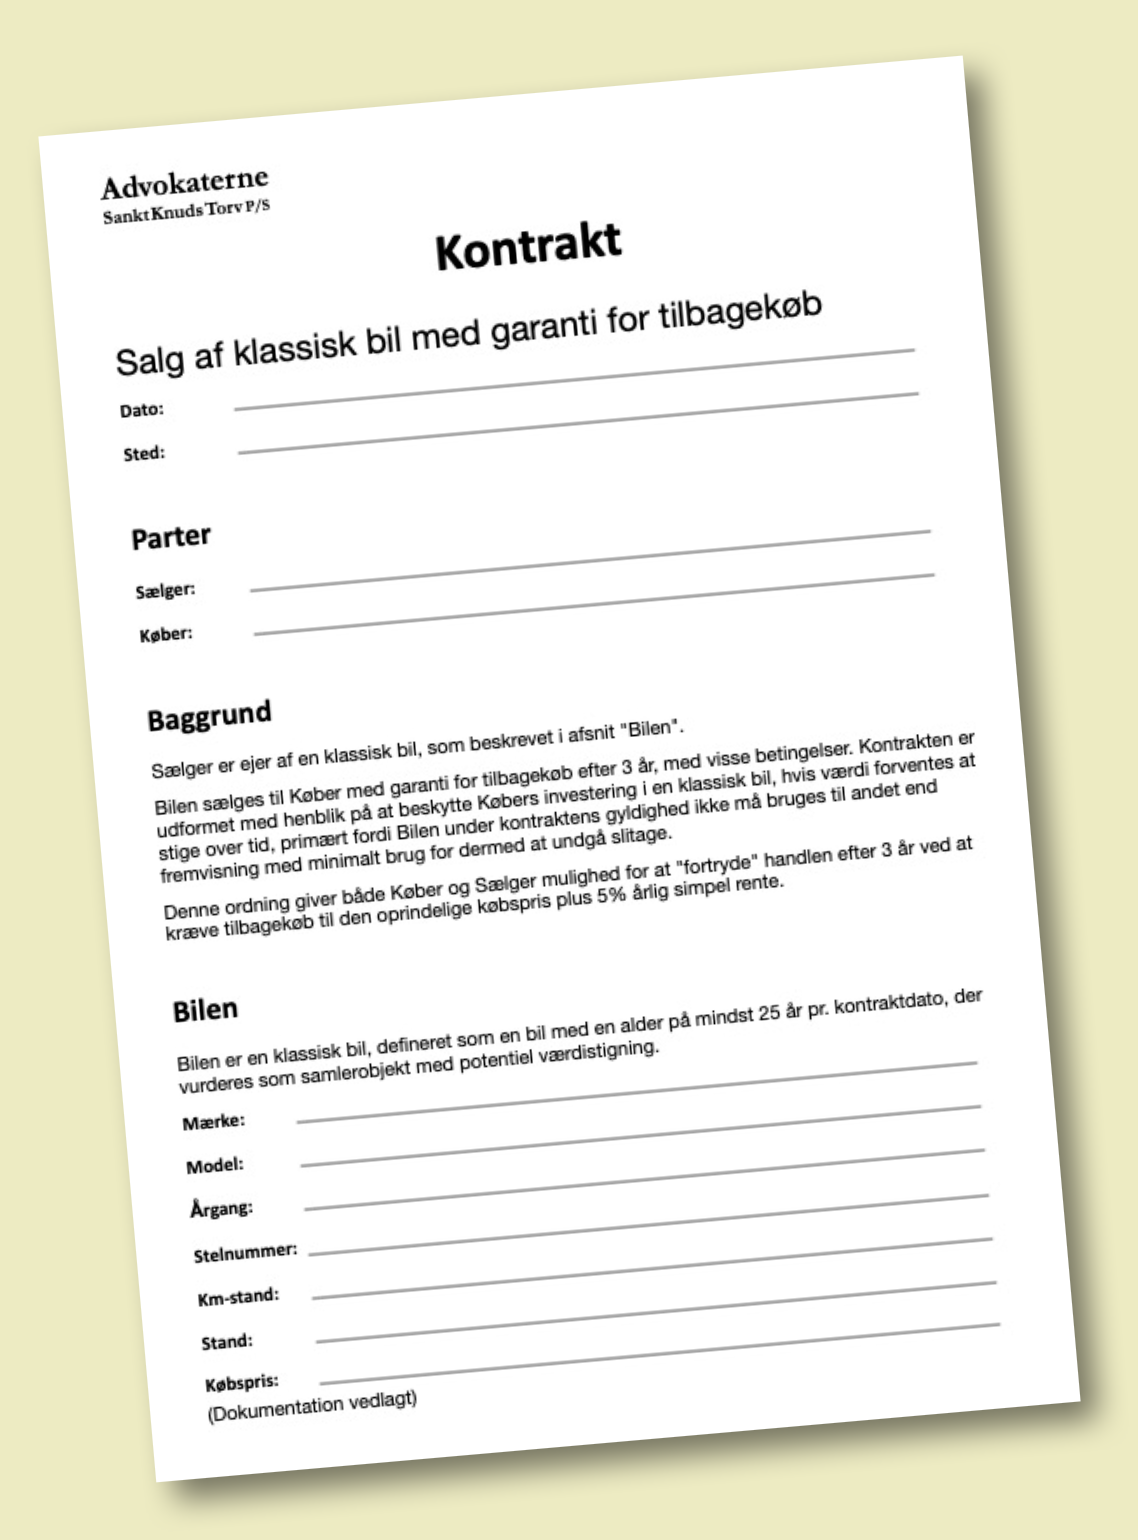 Advokaterne
Sankt Knuds Torv P/S
Kontrakt
Salg af klassisk bil med garanti for tilbagekøb
Dato:
Sted:
Parter
Sælger:
Køber:
Baggrund
Sælger er ejer af en klassisk bil, som beskrevet i afsnit "Bilen".
Bilen sælges til Køber med garanti for tilbagekøb efter 3 år, med visse betingelser. Kontrakten er
udformet med henblik på at beskytte Købers investering i en klassisk bil, hvis værdi forventes at
stige over tid, primært fordi Bilen under kontraktens gyldighed ikke må bruges til andet end
fremvisning med minimalt brug for dermed at undgå slitage.
Denne ordning giver både Køber og Sælger mulighed for at "fortryde" handlen efter 3 år ved at
kræve tilbagekøb til den oprindelige købspris plus 5% årlig simpel rente.
Bilen
Bilen er en klassisk bil, defineret som en bil med en alder på mindst 25 år pr. kontraktdato, der
vurderes som samlerobjekt med potentiel værdistigning.
Mærke:
Model:
Årgang:
Stelnummer:
Km-stand:
Stand:
Købspris:
(Dokumentation vedlagt)